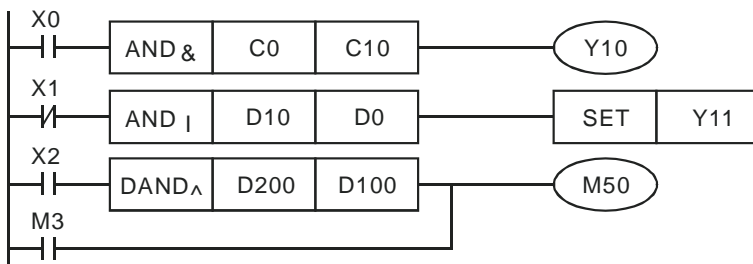 X0
AND & C0 C10 Y10
X1
AND | D10 D0 SET Y11
X2
DAND^ D200 D100 M50
M3